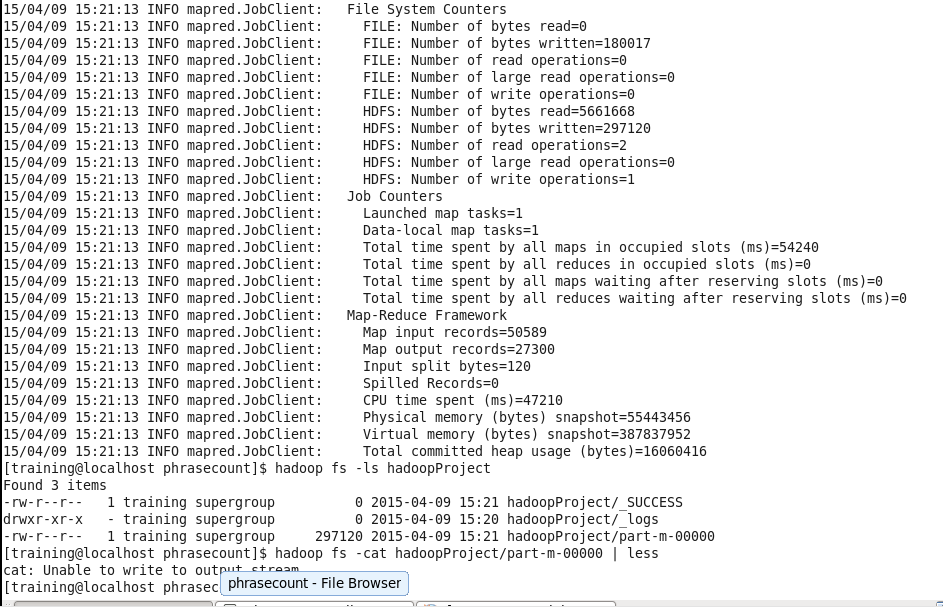 15/04/09 15:21:13 INFO mapred.JobClient:   File System Counters
15/04/09 15:21:13 INFO mapred.JobClient:     FILE: Number of bytes read=0
15/04/09 15:21:13 INFO mapred.JobClient:     FILE: Number of bytes written=180017
15/04/09 15:21:13 INFO mapred.JobClient:     FILE: Number of read operations=0
15/04/09 15:21:13 INFO mapred.JobClient:     FILE: Number of large read operations=0
15/04/09 15:21:13 INFO mapred.JobClient:     FILE: Number of write operations=0
15/04/09 15:21:13 INFO mapred.JobClient:     HDFS: Number of bytes read=5661668
15/04/09 15:21:13 INFO mapred.JobClient:     HDFS: Number of bytes written=297120
15/04/09 15:21:13 INFO mapred.JobClient:     HDFS: Number of read operations=2
15/04/09 15:21:13 INFO mapred.JobClient:     HDFS: Number of large read operations=0
15/04/09 15:21:13 INFO mapred.JobClient:     HDFS: Number of write operations=1
15/04/09 15:21:13 INFO mapred.JobClient:   Job Counters
15/04/09 15:21:13 INFO mapred.JobClient:     Launched map tasks=1
15/04/09 15:21:13 INFO mapred.JobClient:     Data-local map tasks=1
15/04/09 15:21:13 INFO mapred.JobClient:     Total time spent by all maps in occupied slots (ms)=54240
15/04/09 15:21:13 INFO mapred.JobClient:     Total time spent by all reduces in occupied slots (ms)=0
15/04/09 15:21:13 INFO mapred.JobClient:     Total time spent by all maps waiting after reserving slots (ms)=0
15/04/09 15:21:13 INFO mapred.JobClient:     Total time spent by all reduces waiting after reserving slots (ms)=0
15/04/09 15:21:13 INFO mapred.JobClient:   Map-Reduce Framework
15/04/09 15:21:13 INFO mapred.JobClient:     Map input records=50589
15/04/09 15:21:13 INFO mapred.JobClient:     Map output records=27300
15/04/09 15:21:13 INFO mapred.JobClient:     Input split bytes=120
15/04/09 15:21:13 INFO mapred.JobClient:     Spilled Records=0
15/04/09 15:21:13 INFO mapred.JobClient:     CPU time spent (ms)=47210
15/04/09 15:21:13 INFO mapred.JobClient:     Physical memory (bytes) snapshot=55443456
15/04/09 15:21:13 INFO mapred.JobClient:     Virtual memory (bytes) snapshot=387837952
15/04/09 15:21:13 INFO mapred.JobClient:     Total committed heap usage (bytes)=16060416
[training@localhost phrasecount]$ hadoop fs -ls hadoopProject
Found 3 items
-rw-r--r--   1 training supergroup          0 2015-04-09 15:21 hadoopProject/_SUCCESS
drwxr-xr-x   - training supergroup          0 2015-04-09 15:20 hadoopProject/_logs
-rw-r--r--   1 training supergroup     297120 2015-04-09 15:21 hadoopProject/part-m-00000
[training@localhost phrasecount]$ hadoop fs -cat hadoopProject/part-m-00000 | less
cat: Unable to write to output stream.
[training@localhost phrasec
phrasecount - File Browser